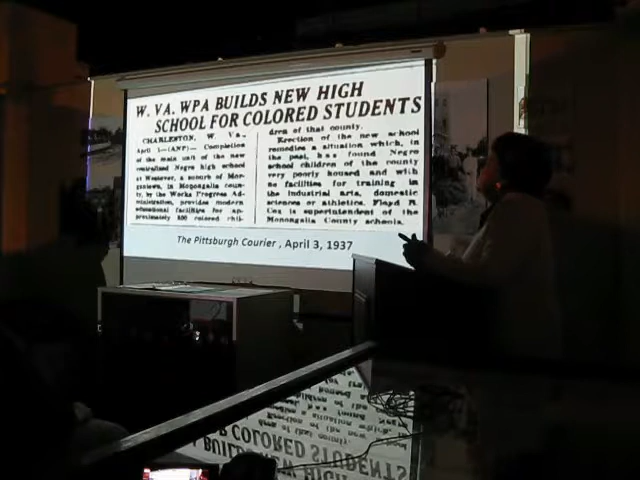 W. VA. WPA BUILDS NEW HIGH
SCHOOL FOR COLORED STUDENTS
CHARLESTON, W. Va.,
April 1—(ANP)— Completion
of the main unit of the new
centralized Negro high school
at Westover, a suburb of Mor-
gantown, in Monongalia coun-
ty, by the Works Progress Ad-
ministration, provides modern
educational facilities for ap-
proximately 800 colored chil-
dren of that county.
Erection of the new school
remedies a situation which, in
the past, has found Negro
school children of the county
very poorly housed and with
no facilities for training in
the industrial arts, domestic
sciences or athletics. Floyd B.
Cox is superintendent of the
Monongalia County schools.
The Pittsburgh Courier , April 3, 1937